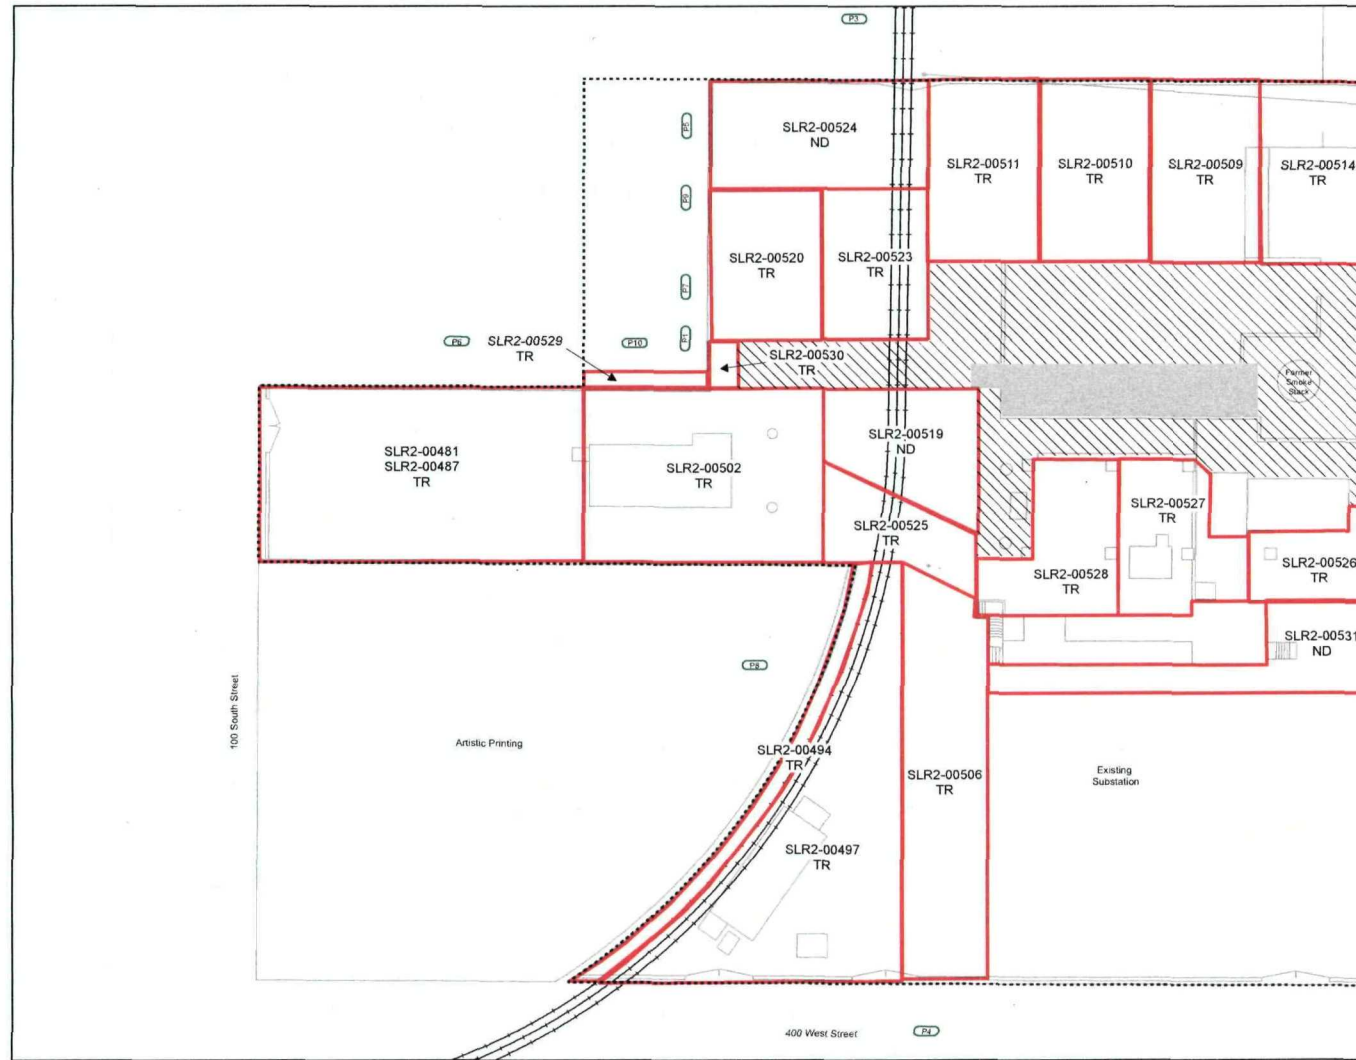 P3
P5
SLR2-00524
ND
SLR2-00511
TR
SLR2-00510
TR
SLR2-00509
TR
SLR2-00514
TR
P9
SLR2-00520
TR
SLR2-00523
TR
P7
P1
P6
SLR2-00529
TR
P10
SLR2-00530
TR
Former
Smoke
Stack
SLR2-00481
SLR2-00487
TR
SLR2-00502
TR
SLR2-00519
ND
SLR2-00525
TR
SLR2-00527
TR
SLR2-00528
TR
SLR2-00526
TR
SLR2-00531
ND
P8
100 South Street
Artistic Printing
SLR2-00494
TR
SLR2-00506
TR
Existing
Substation
SLR2-00497
TR
400 West Street
P4